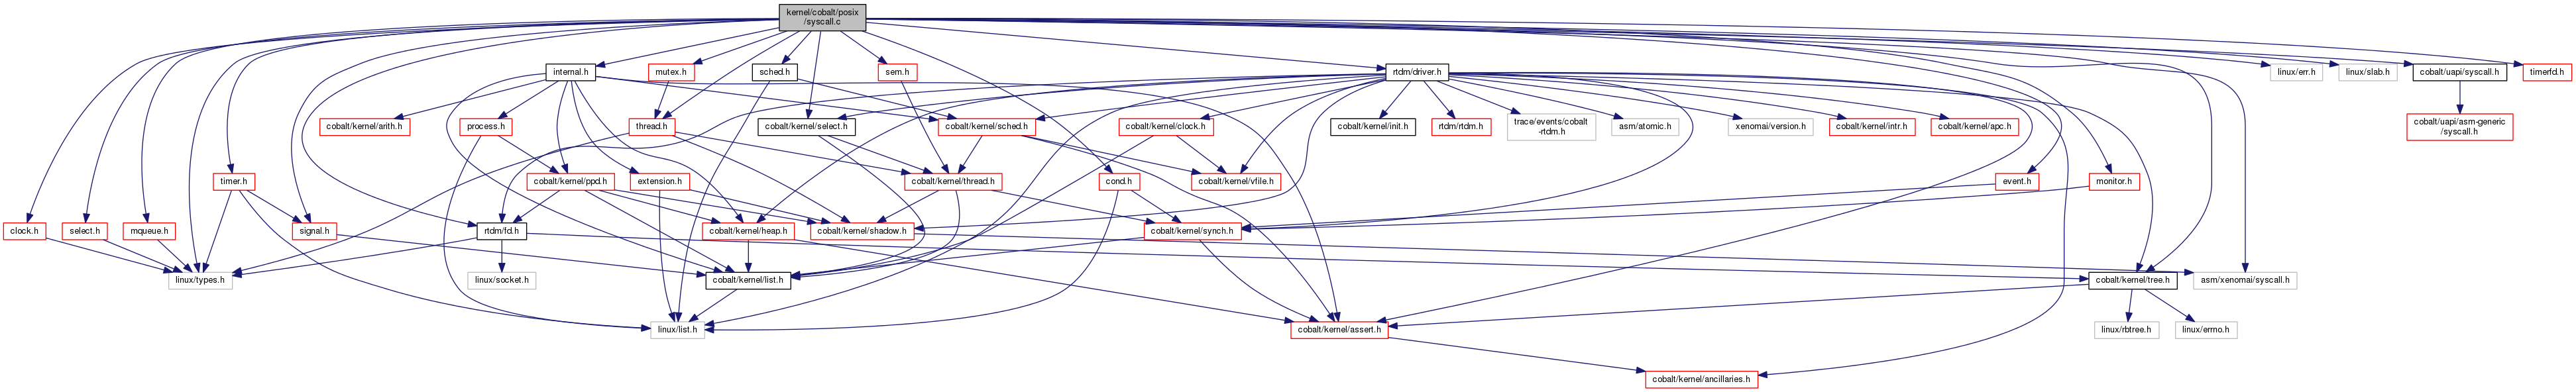 kernel/cobalt/posix
/syscall.c
internal.h
mutex.h
sched.h
sem.h
rtdm/driver.h
linux/err.h
linux/slab.h
cobalt/uapi/syscall.h
timerfd.h
cobalt/kernel/arith.h
process.h
thread.h
cobalt/kernel/select.h
cobalt/kernel/sched.h
cobalt/kernel/clock.h
cobalt/kernel/init.h
rtdm/rtdm.h
trace/events/cobalt
-rtdm.h
asm/atomic.h
xenomai/version.h
cobalt/kernel/intr.h
cobalt/kernel/apc.h
cobalt/uapi/asm-generic
/syscall.h
timer.h
cobalt/kernel/ppd.h
extension.h
cobalt/kernel/thread.h
cond.h
cobalt/kernel/vfile.h
event.h
monitor.h
clock.h
select.h
mqueue.h
signal.h
rtdm/fd.h
cobalt/kernel/heap.h
cobalt/kernel/shadow.h
cobalt/kernel/synch.h
linux/types.h
linux/socket.h
cobalt/kernel/list.h
cobalt/kernel/tree.h
asm/xenomai/syscall.h
linux/list.h
cobalt/kernel/assert.h
linux/rbtree.h
linux/errno.h
cobalt/kernel/ancillaries.h